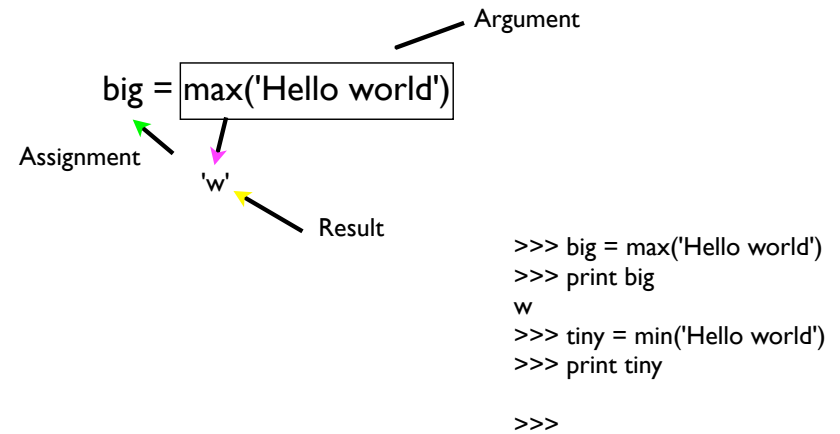 Argument
big = max('Hello world')
Assignment
'w'
Result
>>> big = max('Hello world')
>>> print big
w
>>> tiny = min('Hello world')
>>> print tiny
>>>